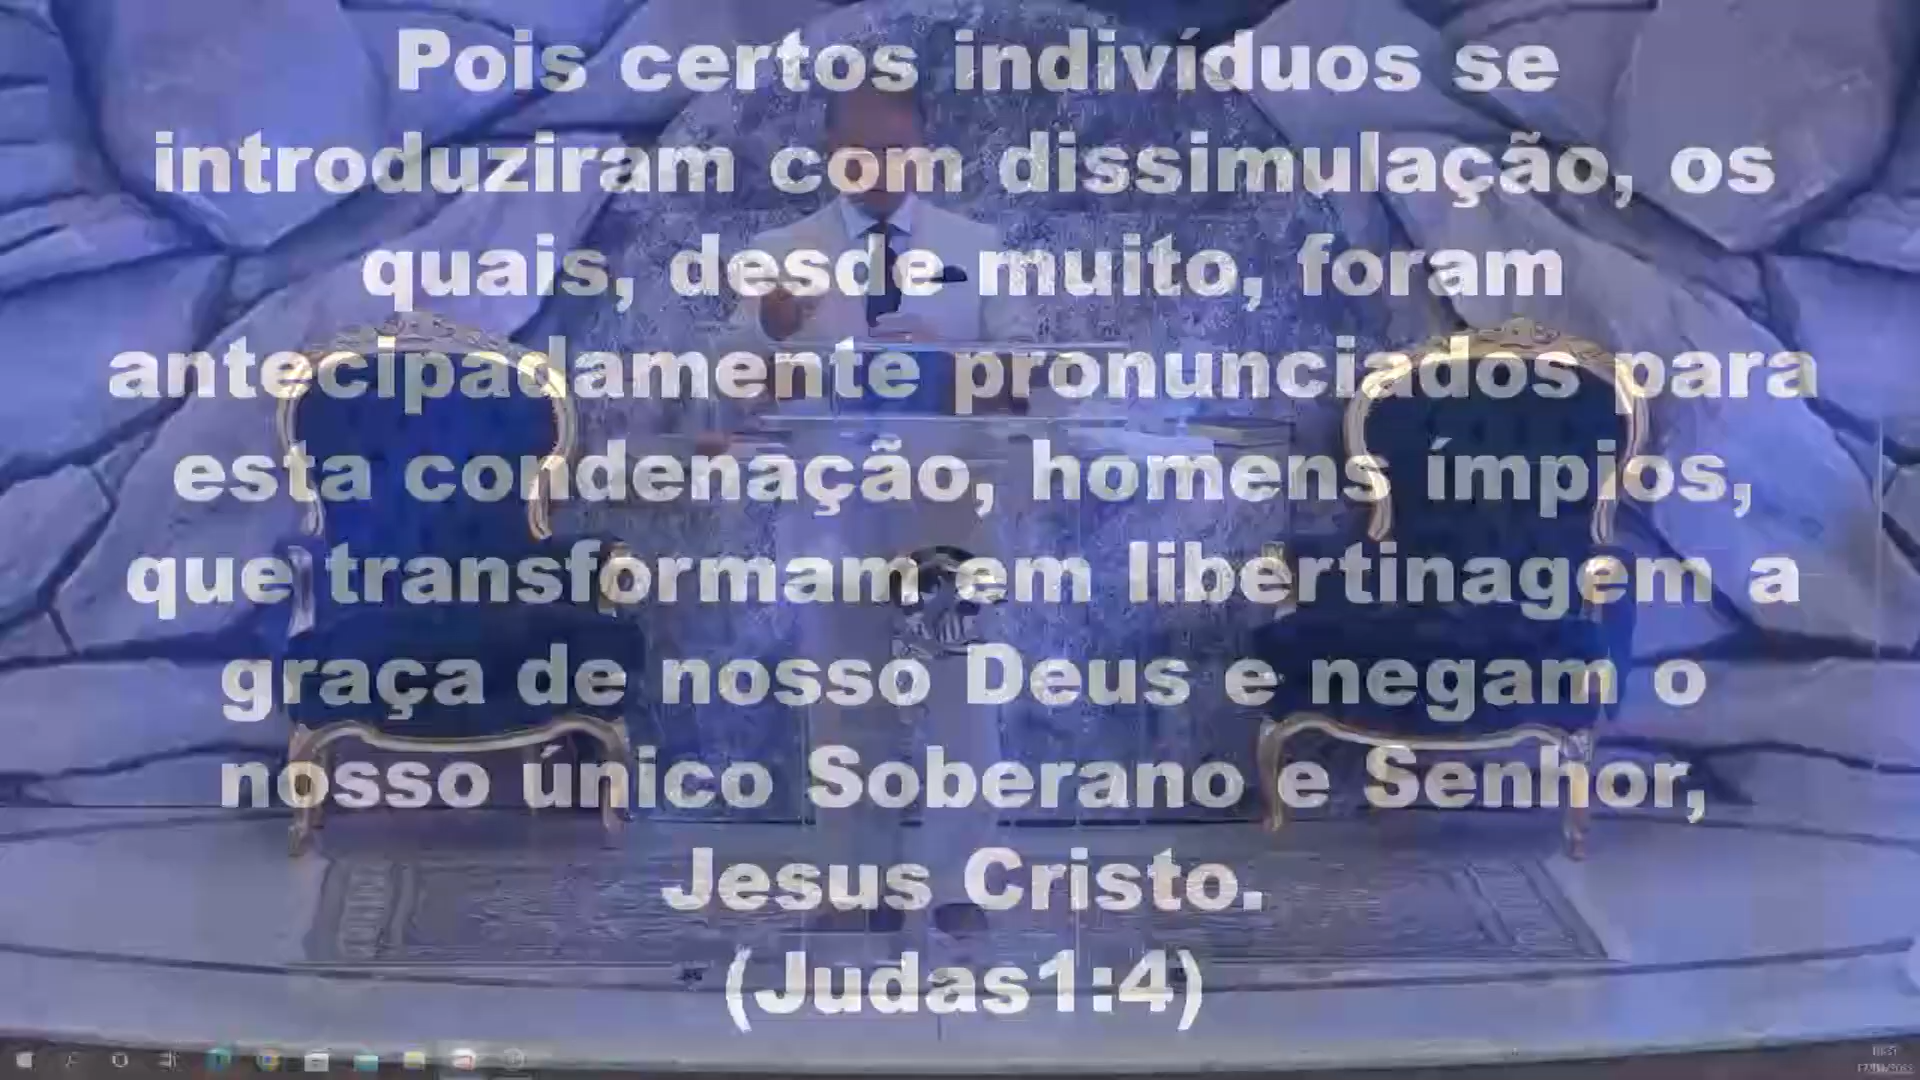 Pois certos indivíduos se
introduziram com dissimulação, os
quais, desde muito, foram
antecipadamente pronunciados para
esta condenação, homens ímpios,
que transformam em libertinagem a
graça de nosso Deus e negam o
nosso único Soberano e Senhor,
Jesus Cristo.
(Judas1:4)